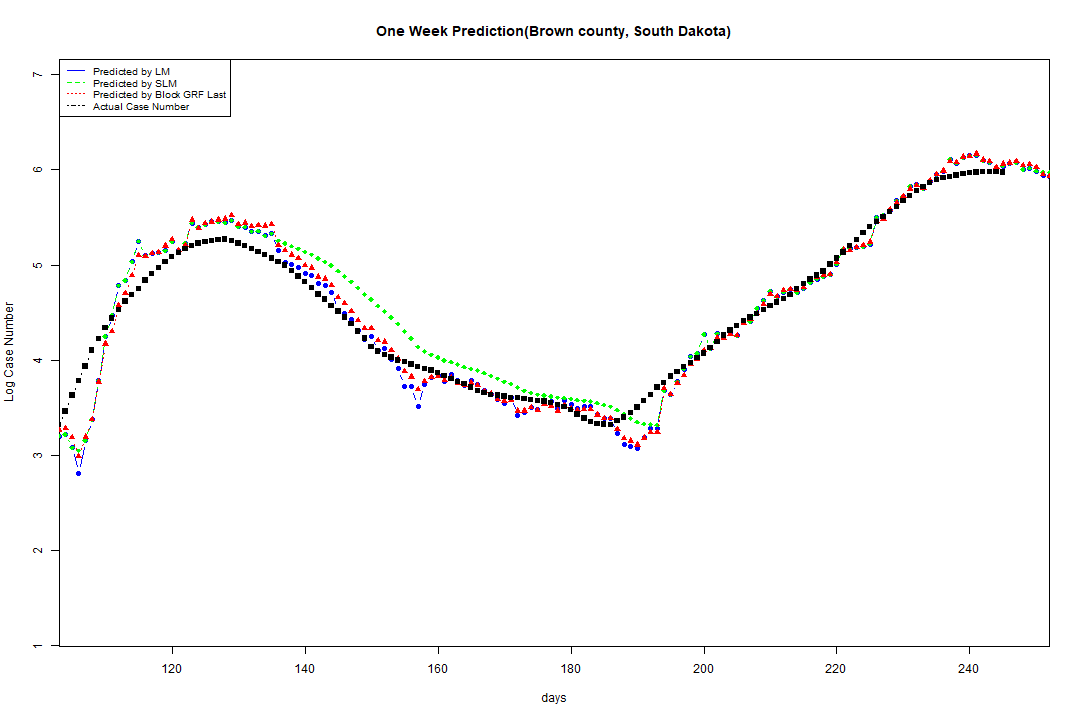 One Week Prediction(Brown county, South Dakota)
Predicted by LM
Predicted by SLM
Predicted by Block GRF Last
Actual Case Number
7
6
5
4
3
2
1
Log Case Number
120 140 160 180 200 220 240
days